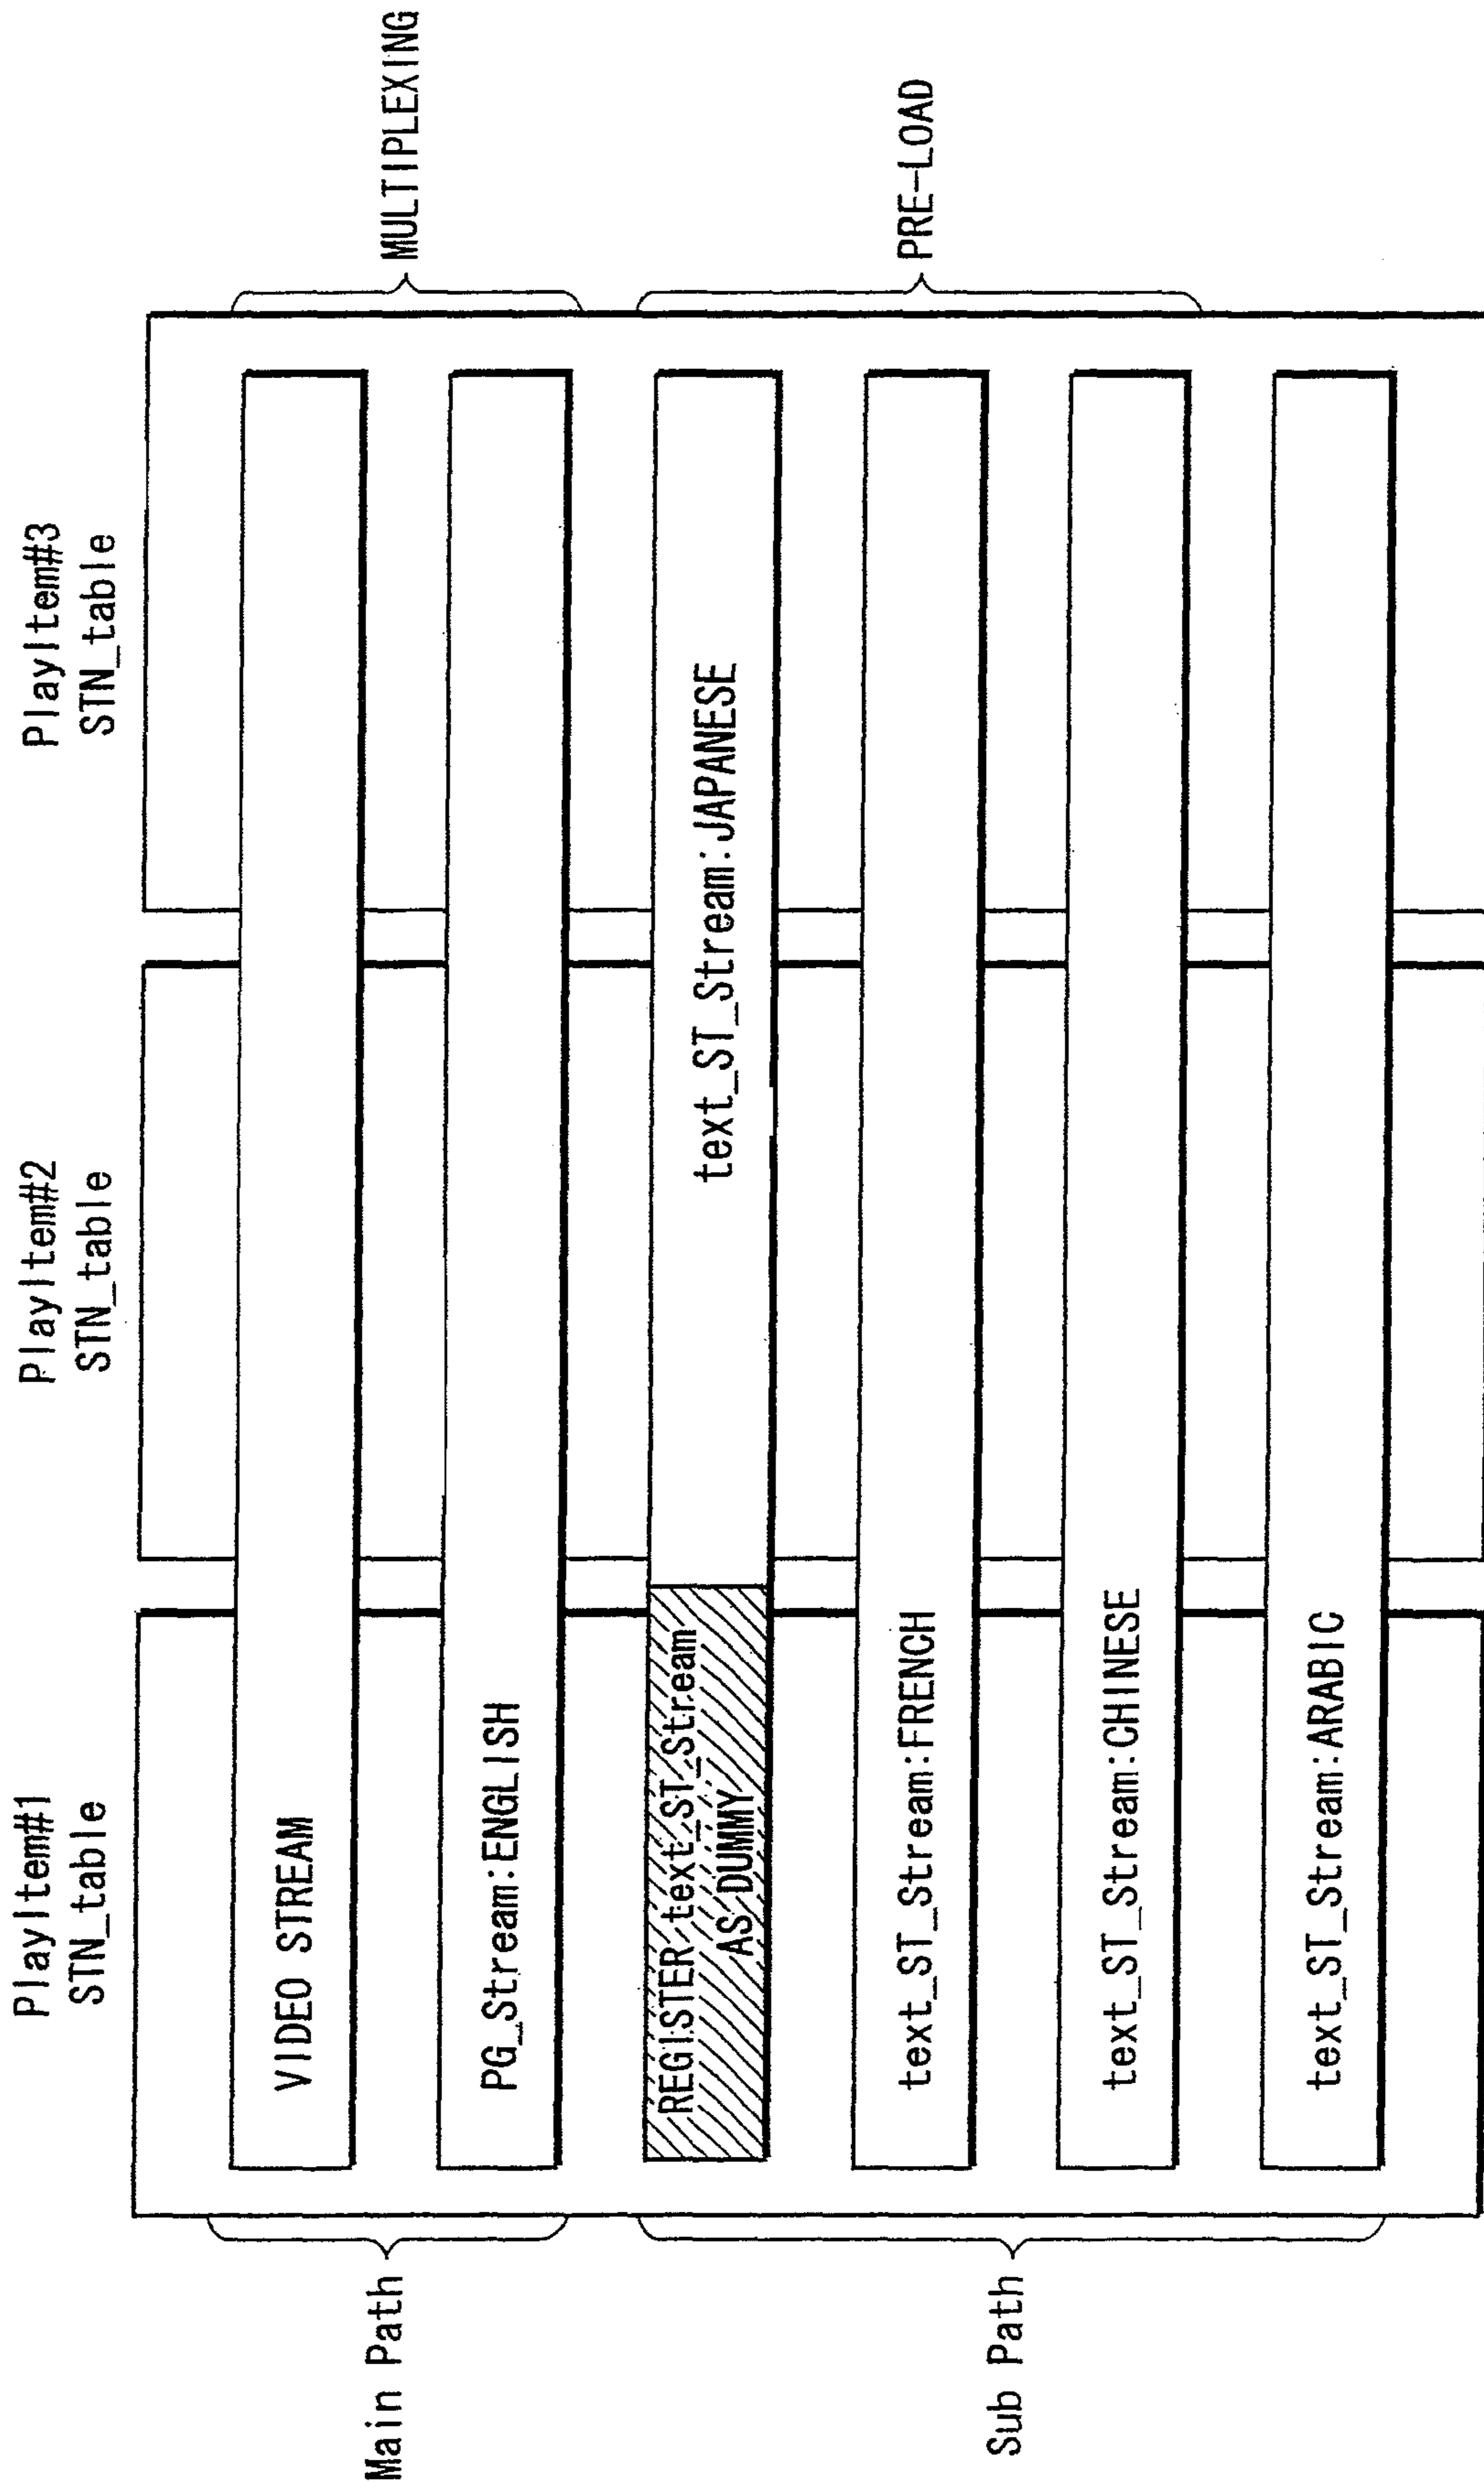 PlayItem#1
STN_table
PlayItem#2
STN_table
PlayItem#3
STN_table
Main Path
VIDEO STREAM
PG_Stream:ENGLISH
MULTIPLEXING
Sub Path
REGISTER text_ST_Stream
AS DUMMY
text_ST_Stream:JAPANESE
text_ST_Stream:FRENCH
text_ST_Stream:CHINESE
text_ST_Stream:ARABIC
PRE-LOAD